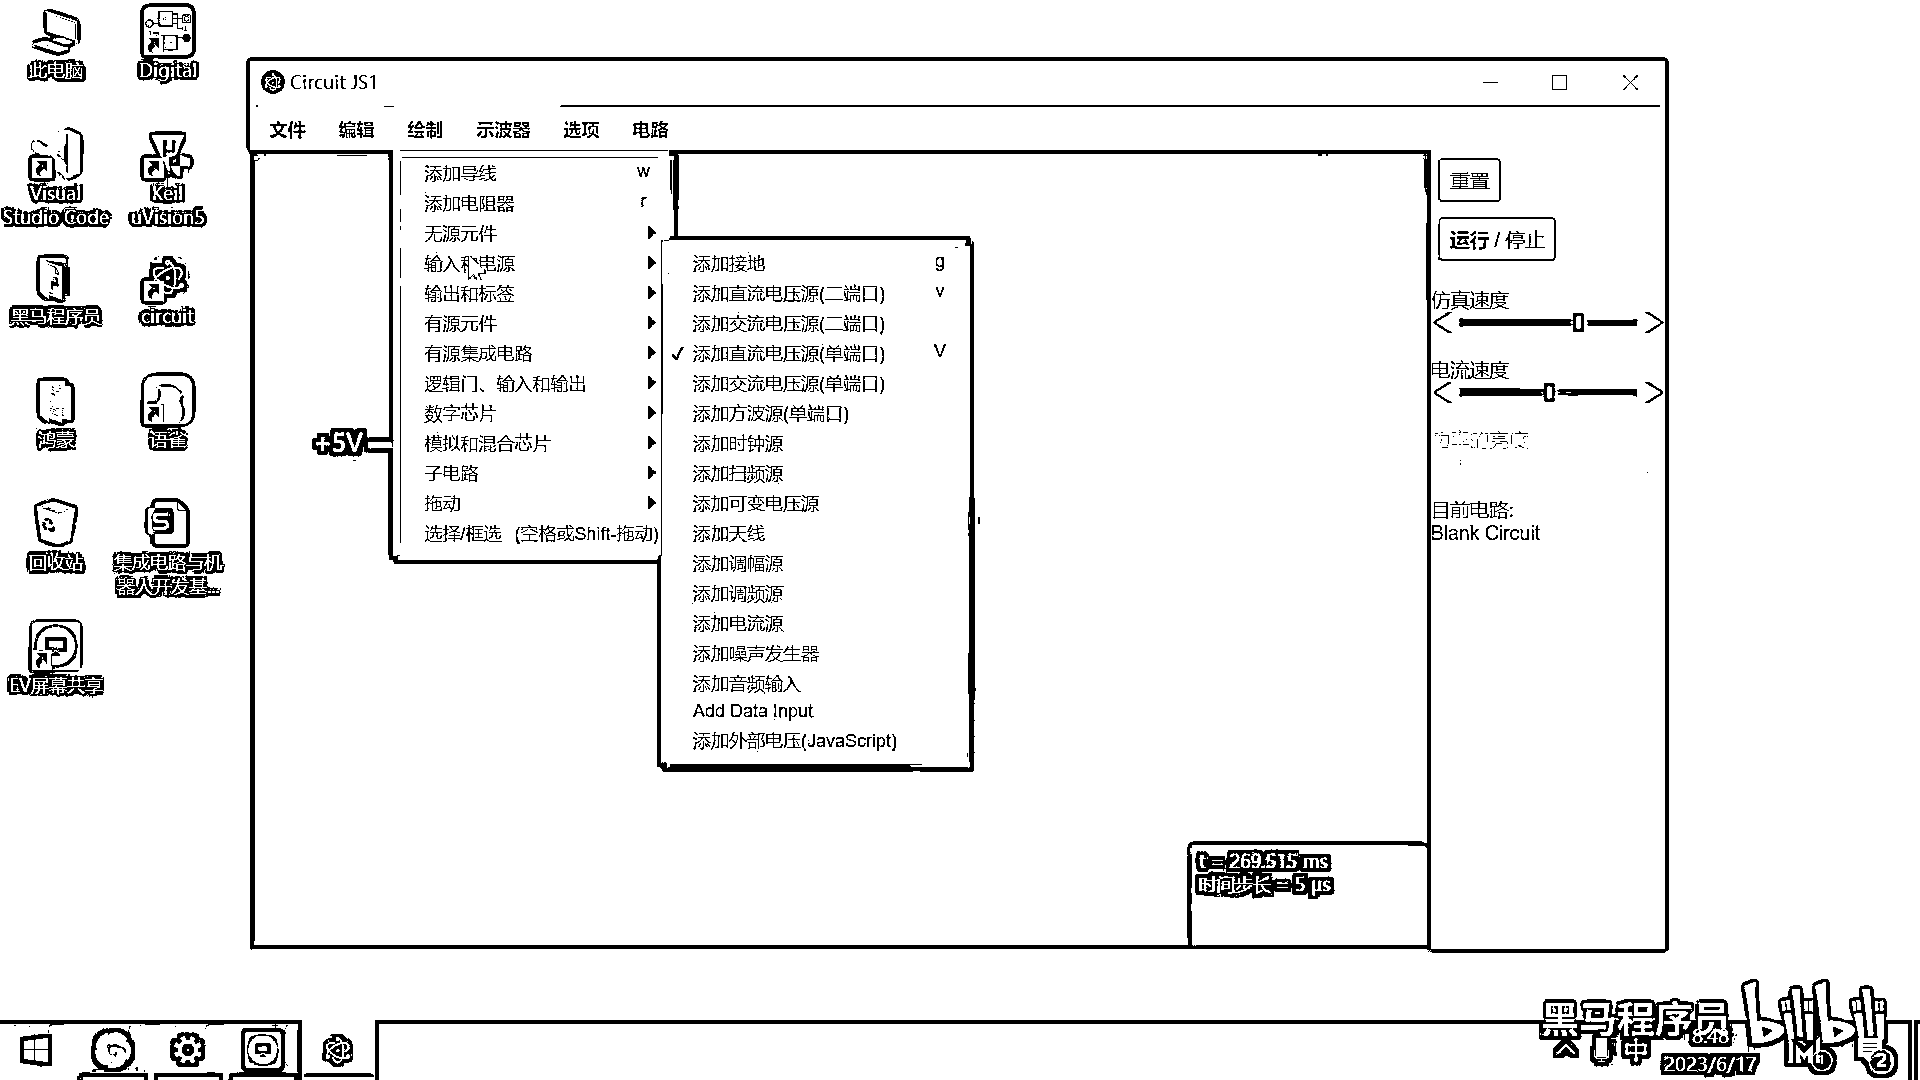 此电脑
Digital
Visual
Studio Code
Keil
uVision5
黑马程序员
circuit
鸿蒙
语雀
回收站
集成电路与机
器人开发基...
EV屏幕共享
Circuit JS1
文件 编辑 绘制 示波器 选项 电路
添加导线 w
添加电阻器 r
无源元件
输入和电源
输出和标签
有源元件
有源集成电路
逻辑门、输入和输出
数字芯片
模拟和混合芯片
子电路
拖动
选择/框选 (空格或Shift-拖动)
添加接地 g
添加直流电压源(二端口) v
添加交流电压源(二端口)
✓ 添加直流电压源(单端口) V
添加交流电压源(单端口)
添加方波源(单端口)
添加时钟源
添加扫频源
添加可变电压源
添加天线
添加调幅源
添加调频源
添加电流源
添加噪声发生器
添加音频输入
Add Data Input
添加外部电压(JavaScript)
+5V
重置
运行 / 停止
仿真速度
电流速度
功率的亮度
目前电路:
Blank Circuit
t = 269.515 ms
时间步长 = 5 µs
黑马程序员 bilibili
中
8:48
2023/6/17
2